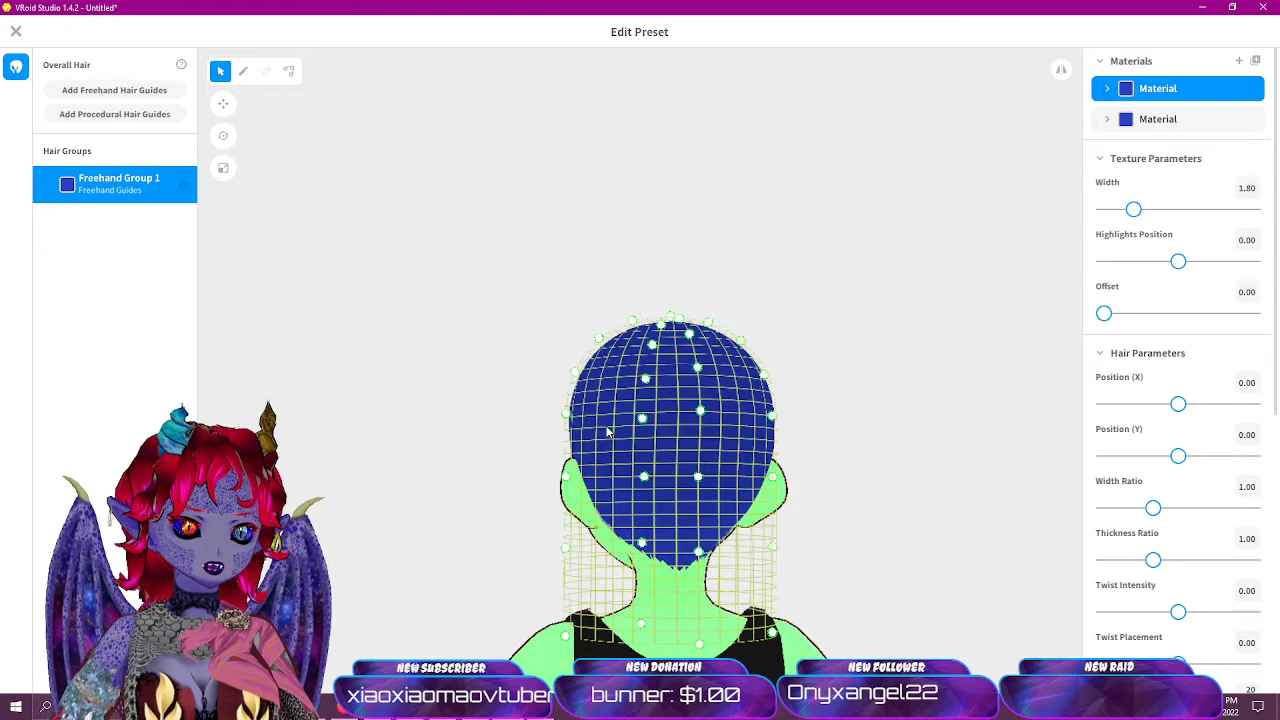 VRoid Studio 1.4.2 - Untitled*
Edit Preset
Overall Hair
Add Freehand Hair Guides
Add Procedural Hair Guides
Hair Groups
Freehand Group 1
Freehand Guides
Materials
Material
Material
Texture Parameters
Width
1.80
Highlights Position
0.00
Offset
0.00
Hair Parameters
Position (X)
0.00
Position (Y)
0.00
Width Ratio
1.00
Thickness Ratio
1.00
Twist Intensity
0.00
Twist Placement
0.00
20
NEW SUBSCRIBER
xiaoxiaomaovtuber
NEW DONATION
bunner: $1.00
NEW FOLLOWER
Onyxangel22
NEW RAID
PM